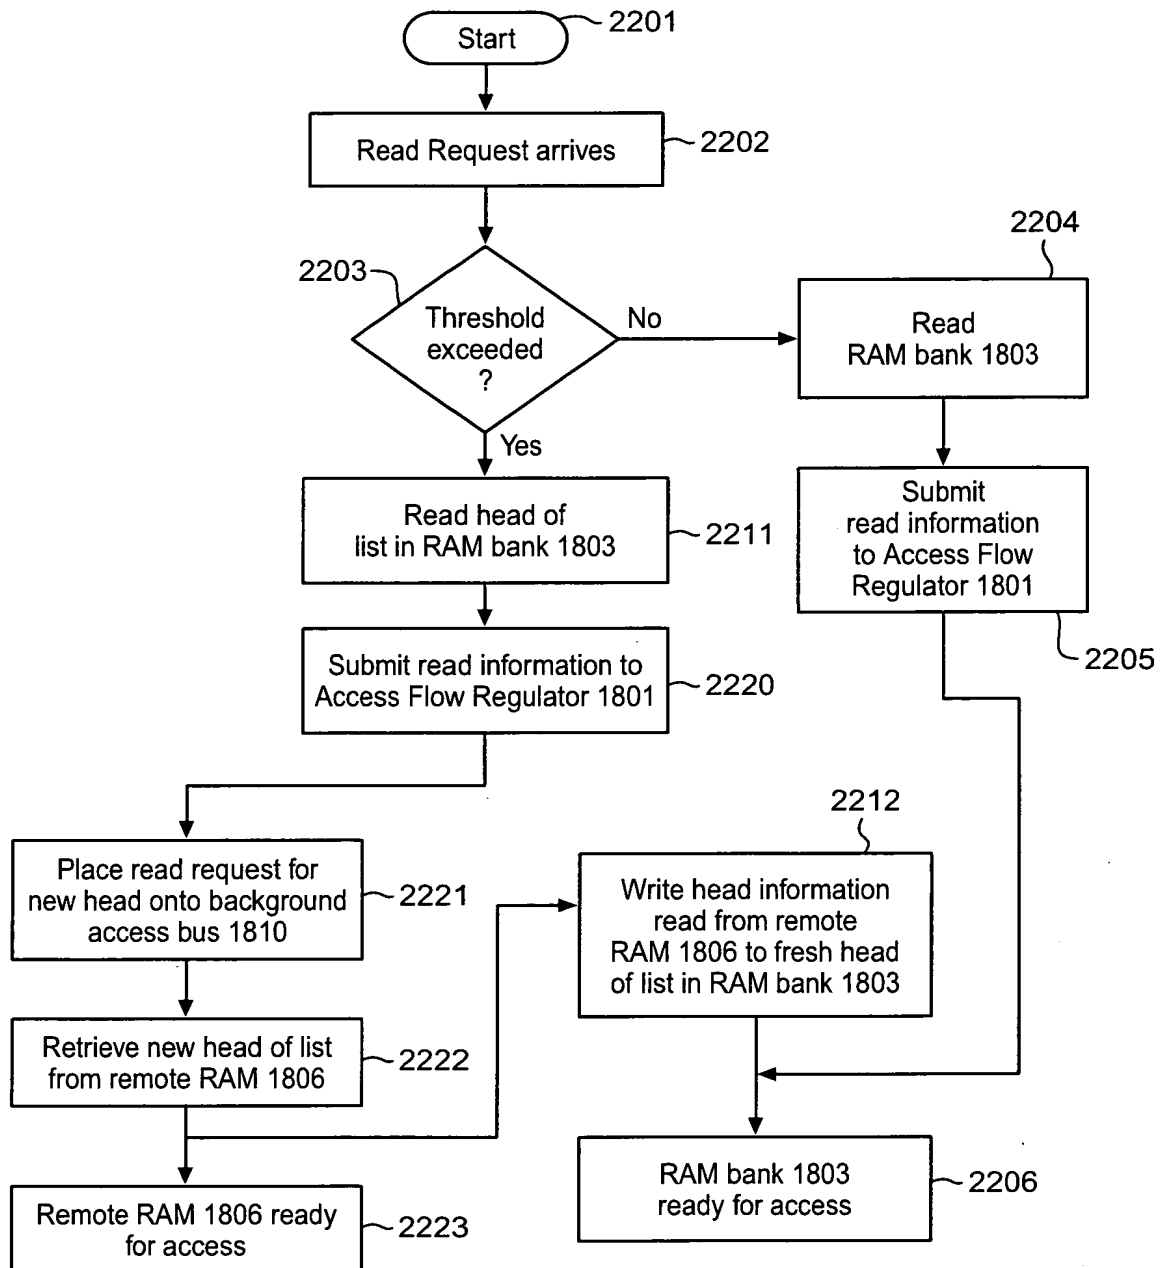 Start
2201
Read Request arrives
2202
2203
Threshold
exceeded
?
No
Yes
2204
Read
RAM bank 1803
Submit
read information
to Access Flow
Regulator 1801
2205
Read head of
list in RAM bank 1803
2211
Submit read information to
Access Flow Regulator 1801
2220
Place read request for
new head onto background
access bus 1810
2221
2212
Write head information
read from remote
RAM 1806 to fresh head
of list in RAM bank 1803
Retrieve new head of list
from remote RAM 1806
2222
Remote RAM 1806 ready
for access
2223
RAM bank 1803
ready for access
2206